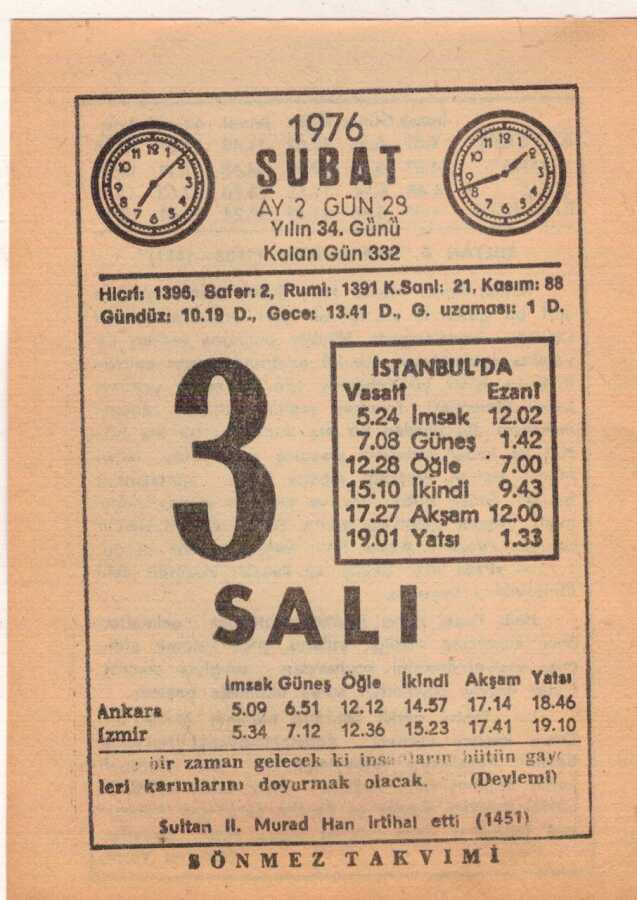 1976
ŞUBAT
AY 2 GÜN 29
Yılın 34. Günü
Kalan Gün 332
Hicri: 1396, Safer: 2, Rumi: 1391 K.Sani: 21, Kasım: 88
Gündüz: 10.19 D., Gece: 13.41 D., G. uzaması: 1 D.
3
SALI
İSTANBUL'DA
Vasatî Ezanî
5.24 İmsak 12.02
7.08 Güneş 1.42
12.28 Öğle 7.00
15.10 İkindi 9.43
17.27 Akşam 12.00
19.01 Yatsı 1.33
İmsak Güneş Öğle İkindi Akşam Yatsı
Ankara 5.09 6.51 12.12 14.57 17.14 18.46
İzmir 5.34 7.12 12.36 15.23 17.41 19.10
bir zaman gelecek ki insanların bütün gay
leri karınlarını doyurmak olacak. (Deylemî)
Sultan II. Murad Han irtihal etti (1451)
SÖNMEZ TAKVİMİ